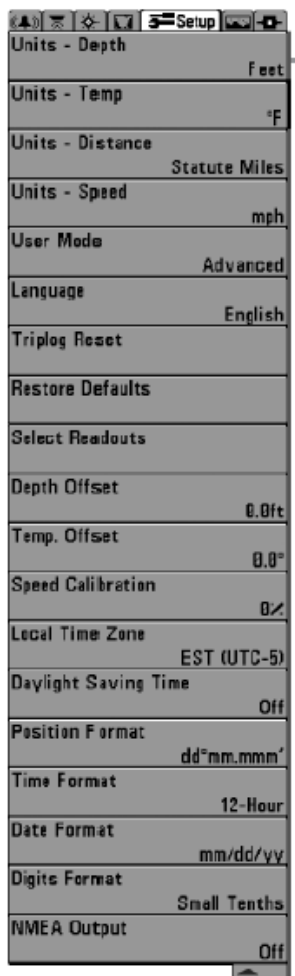 Setup
Units - Depth
Feet
Units - Temp
°F
Units - Distance
Statute Miles
Units - Speed
mph
User Mode
Advanced
Language
English
Triplog Reset
Restore Defaults
Select Readouts
Depth Offset
0.0ft
Temp. Offset
0.0°
Speed Calibration
0%
Local Time Zone
EST (UTC-5)
Daylight Saving Time
Off
Position Format
dd°mm.mmm'
Time Format
12-Hour
Date Format
mm/dd/yy
Digits Format
Small Tenths
NMEA Output
Off